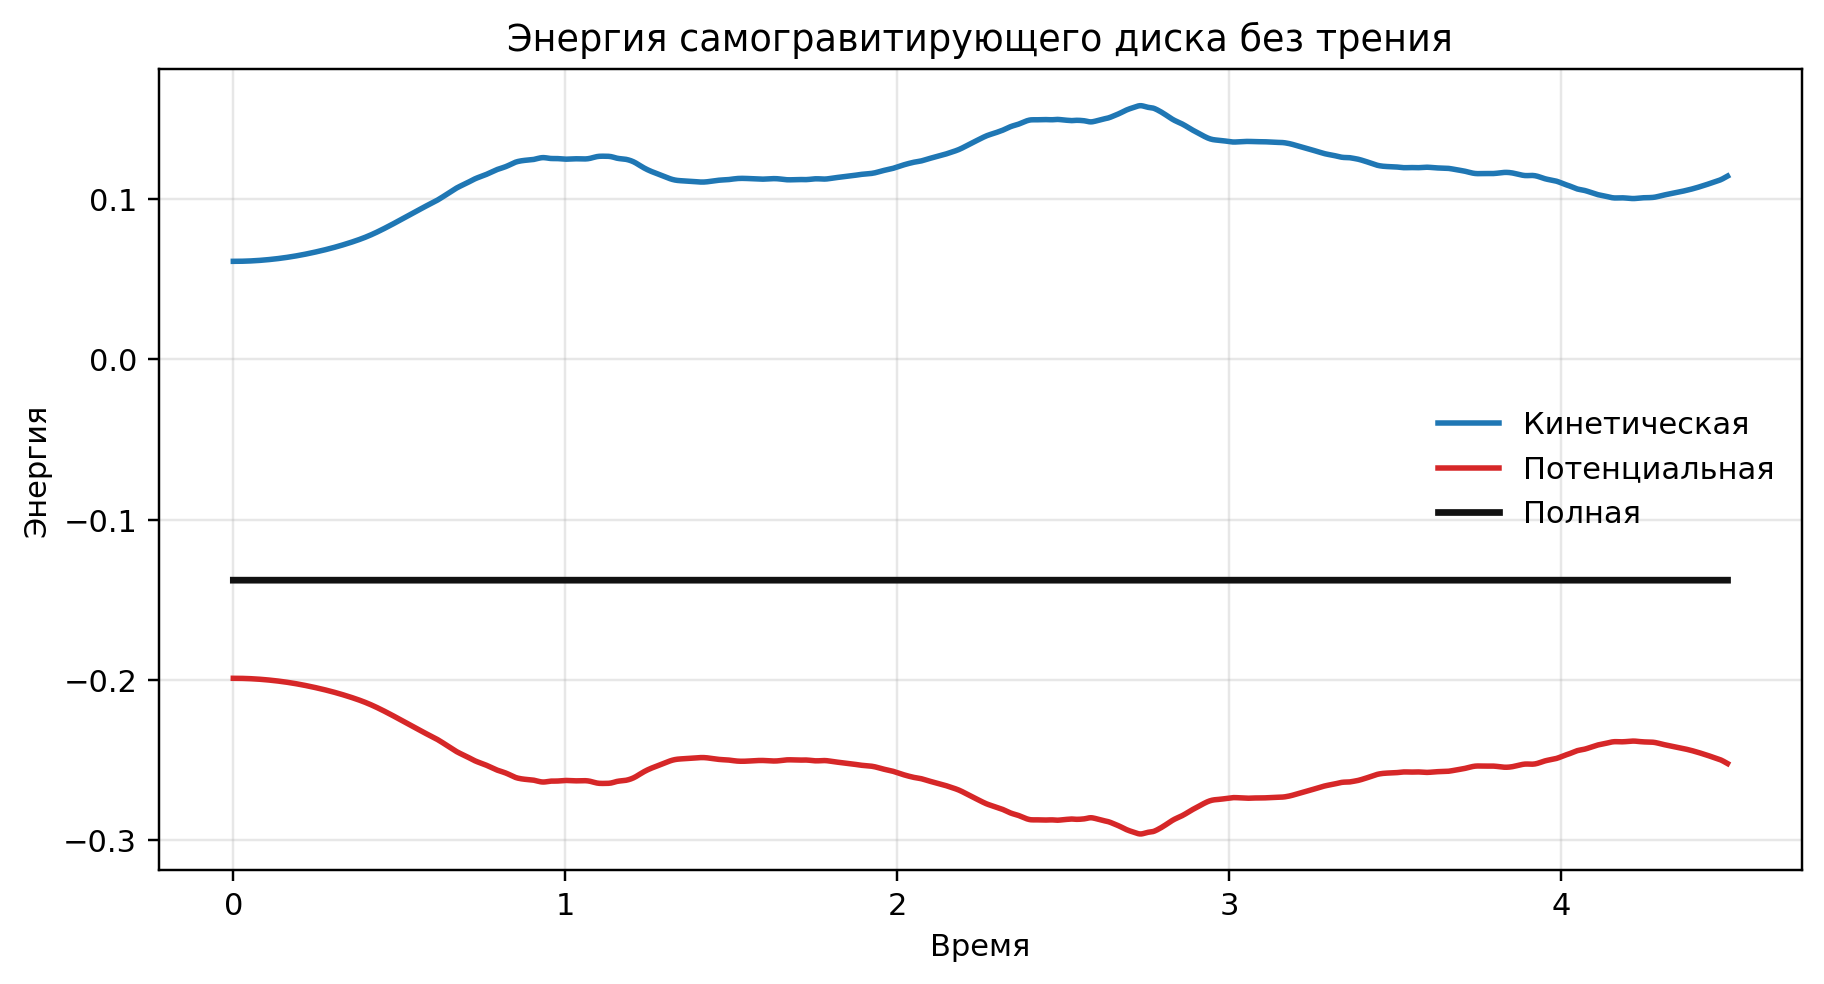 Энергия самогравитирующего диска без трения
Энергия
0.1
0.0
−0.1
−0.2
−0.3
Кинетическая
Потенциальная
Полная
0 1 2 3 4
Время